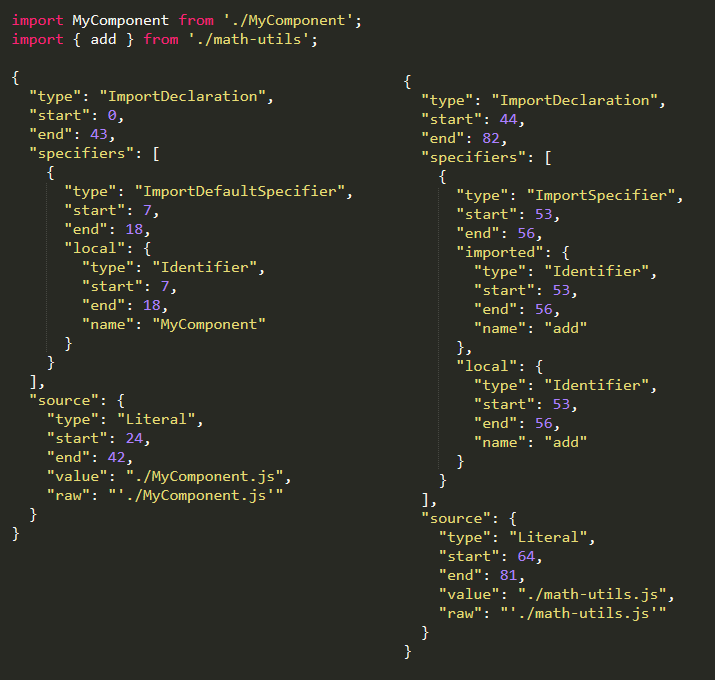 import MyComponent from './MyComponent';
import { add } from './math-utils';
{
  "type": "ImportDeclaration",
  "start": 0,
  "end": 43,
  "specifiers": [
    {
      "type": "ImportDefaultSpecifier",
      "start": 7,
      "end": 18,
      "local": {
        "type": "Identifier",
        "start": 7,
        "end": 18,
        "name": "MyComponent"
      }
    }
  ],
  "source": {
    "type": "Literal",
    "start": 24,
    "end": 42,
    "value": "./MyComponent.js",
    "raw": "'./MyComponent.js'"
  }
}
{
  "type": "ImportDeclaration",
  "start": 44,
  "end": 82,
  "specifiers": [
    {
      "type": "ImportSpecifier",
      "start": 53,
      "end": 56,
      "imported": {
        "type": "Identifier",
        "start": 53,
        "end": 56,
        "name": "add"
      },
      "local": {
        "type": "Identifier",
        "start": 53,
        "end": 56,
        "name": "add"
      }
    }
  ],
  "source": {
    "type": "Literal",
    "start": 64,
    "end": 81,
    "value": "./math-utils.js",
    "raw": "'./math-utils.js'"
  }
}